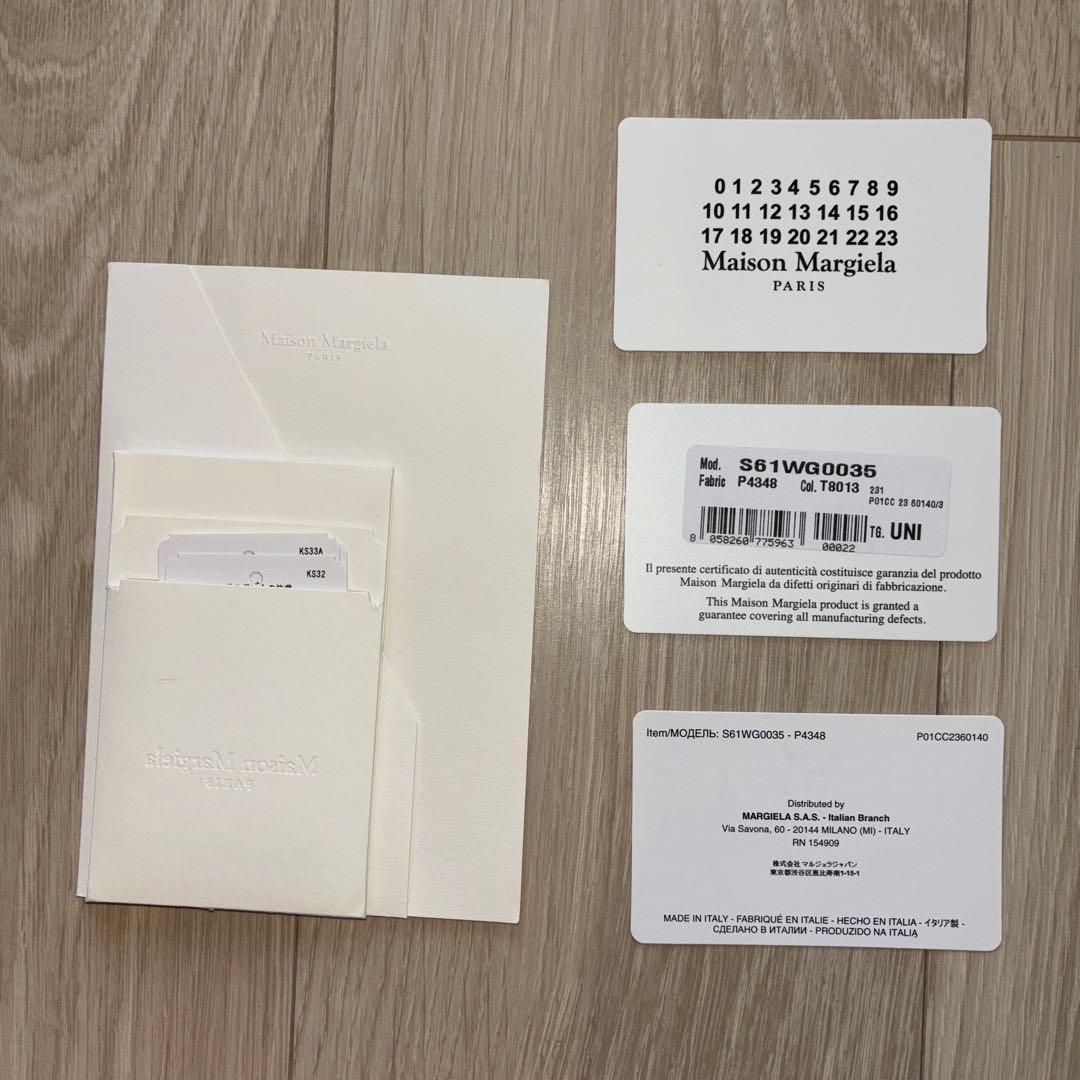 Maison Margiela
PARIS
KS33A
KS32
Maison Margiela
PARIS
0 1 2 3 4 5 6 7 8 9
10 11 12 13 14 15 16
17 18 19 20 21 22 23
Maison Margiela
PARIS
Mod. S61WG0035
Fabric P4348 Col. T8013 231
P01CC 23 60140/3
8 058260 775963 00022 TG. UNI
Il presente certificato di autenticità costituisce garanzia del prodotto
Maison Margiela da difetti originari di fabbricazione.
This Maison Margiela product is granted a
guarantee covering all manufacturing defects.
Item/МОДЕЛЬ: S61WG0035 - P4348 P01CC2360140
Distributed by
MARGIELA S.A.S. - Italian Branch
Via Savona, 60 - 20144 MILANO (MI) - ITALY
RN 154909
株式会社 マルジェラジャパン
東京都渋谷区恵比寿南1-15-1
MADE IN ITALY - FABRIQUÉ EN ITALIE - HECHO EN ITALIA - イタリア製 -
СДЕЛАНО В ИТАЛИИ - PRODUZIDO NA ITALIA